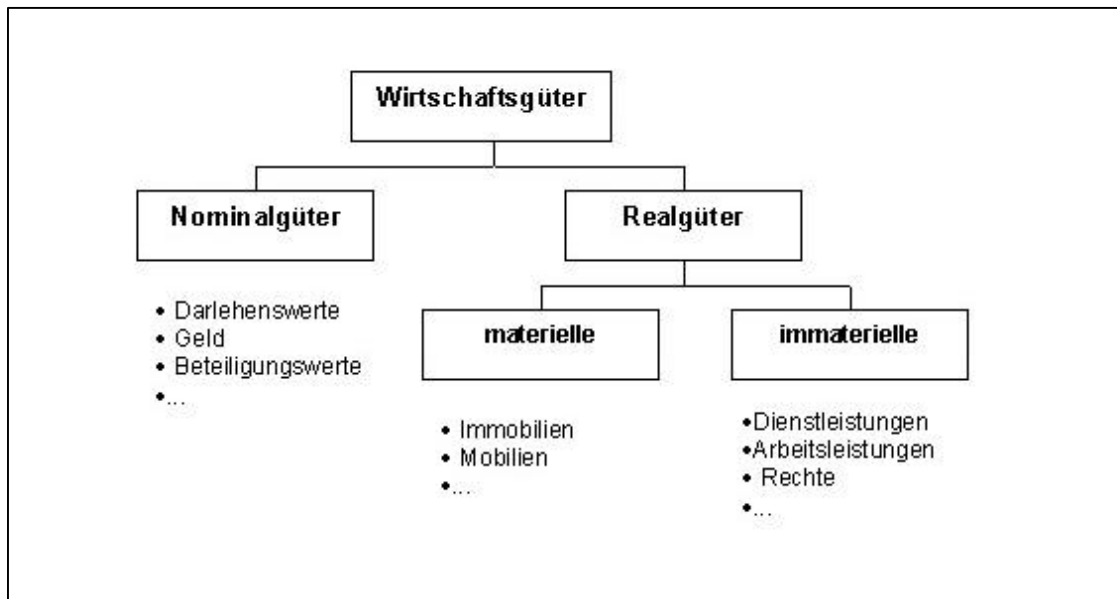 Wirtschaftsgüter
Nominalgüter
Realgüter
• Darlehenswerte
• Geld
• Beteiligungswerte
•...
materielle
immaterielle
• Immobilien
• Mobilien
•...
•Dienstleistungen
•Arbeitsleistungen
• Rechte
•...